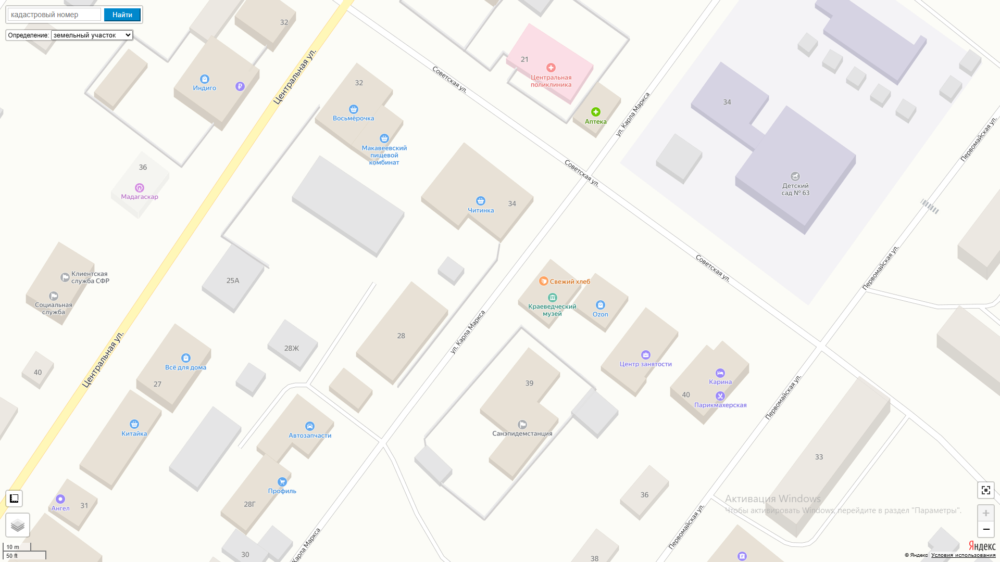 кадастровый номер
Найти
Определение: земельный участок
32
Индиго
Центральная ул.
32
Восьмёрочка
Макавеевский
пищевой
комбинат
21
Центральная
поликлиника
Советская ул.
Аптека
ул. Карла Маркса
34
Детский
сад № 63
Первомайская ул.
36
Мадагаскар
Читинка
34
Советская ул.
Клиентская
служба СФР
Социальная
служба
25А
Свежий хлеб
Краеведческий
музей
Ozon
Советская ул.
Первомайская ул.
28
ул. Карла Маркса
28Ж
Центральная ул.
40
Всё для дома
27
Центр занятости
Карина
40
Парикмахерская
Первомайская ул.
39
Санэпидемстанция
Китайка
Автозапчасти
33
Профиль
28Г
Ангел
31
36
Активация Windows
Чтобы активировать Windows, перейдите в раздел "Параметры".
Первомайская ул.
Карла Маркса
30
38
10 m
50 ft
Яндекс
© Яндекс Условия использования